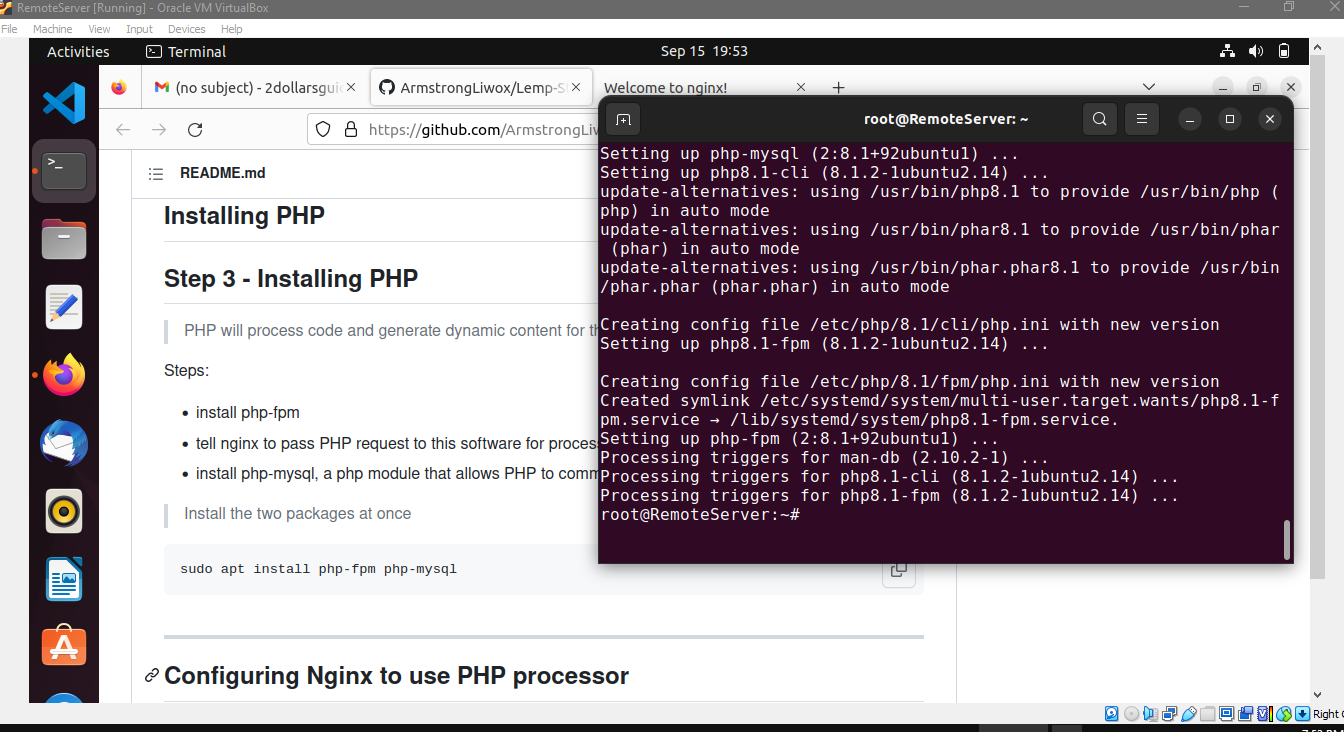 RemoteServer [Running] - Oracle VM VirtualBox
File Machine View Input Devices Help
Activities Terminal Sep 15 19:53
(no subject) - 2dollarsgui
ArmstrongLiwox/Lemp-S
Welcome to nginx!
https://github.com/ArmstrongLiw
README.md
Installing PHP
Step 3 - Installing PHP
PHP will process code and generate dynamic content for th
Steps:
install php-fpm
tell nginx to pass PHP request to this software for proces
install php-mysql, a php module that allows PHP to comm
Install the two packages at once
sudo apt install php-fpm php-mysql
Configuring Nginx to use PHP processor
root@RemoteServer: ~
Setting up php-mysql (2:8.1+92ubuntu1) ...
Setting up php8.1-cli (8.1.2-1ubuntu2.14) ...
update-alternatives: using /usr/bin/php8.1 to provide /usr/bin/php (
php) in auto mode
update-alternatives: using /usr/bin/phar8.1 to provide /usr/bin/phar
(phar) in auto mode
update-alternatives: using /usr/bin/phar.phar8.1 to provide /usr/bin
/phar.phar (phar.phar) in auto mode
Creating config file /etc/php/8.1/cli/php.ini with new version
Setting up php8.1-fpm (8.1.2-1ubuntu2.14) ...
Creating config file /etc/php/8.1/fpm/php.ini with new version
Created symlink /etc/systemd/system/multi-user.target.wants/php8.1-f
pm.service → /lib/systemd/system/php8.1-fpm.service.
Setting up php-fpm (2:8.1+92ubuntu1) ...
Processing triggers for man-db (2.10.2-1) ...
Processing triggers for php8.1-cli (8.1.2-1ubuntu2.14) ...
Processing triggers for php8.1-fpm (8.1.2-1ubuntu2.14) ...
root@RemoteServer:~#
Right